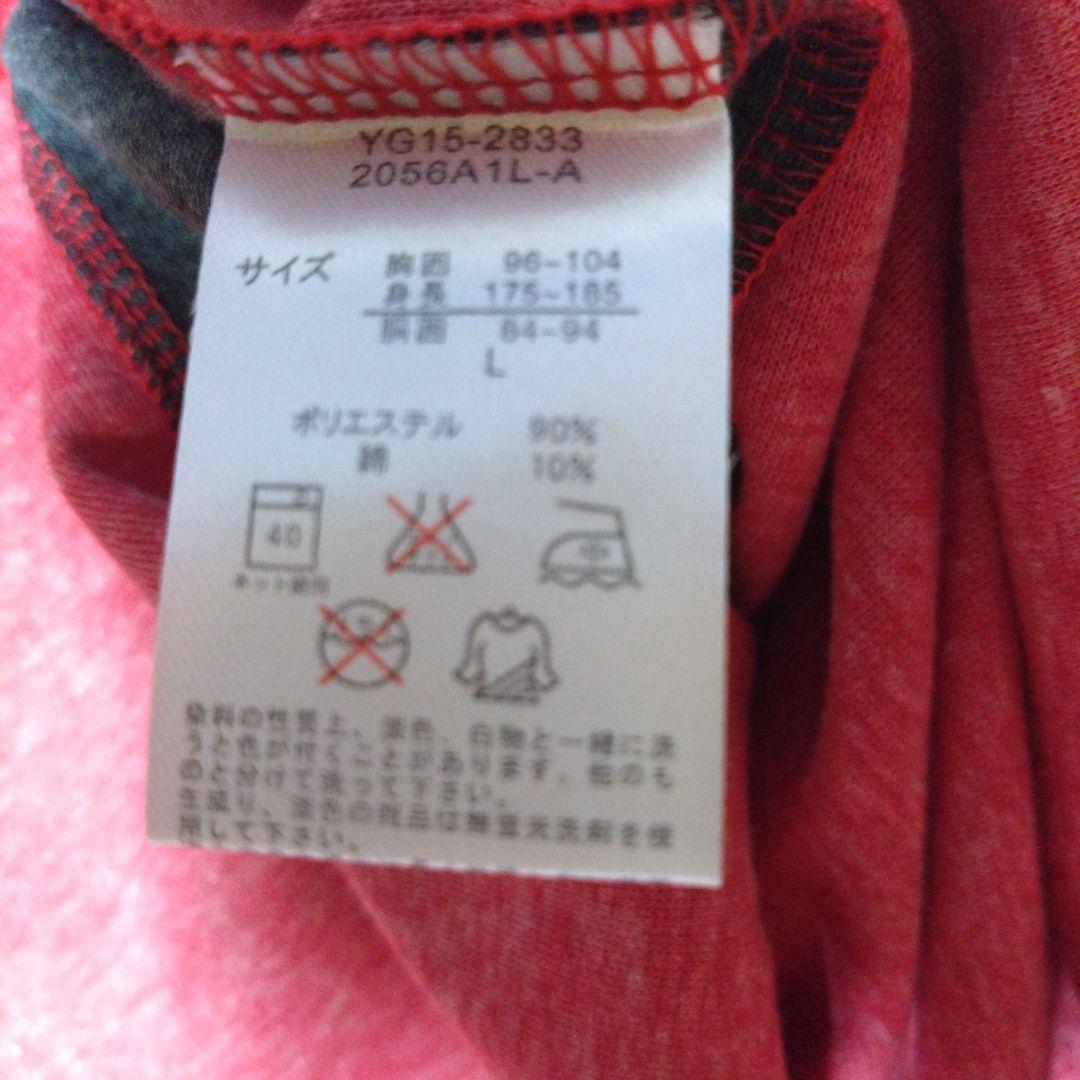 YG15-2833
2056A1L-A
サイズ 胸囲 96~104
身長 175~185
胴囲 84~94
L
ポリエステル 90%
綿 10%
40
ネット使用
染料の性質上、淡色、白物と一緒に洗
うと色が付くことがあります。他のも
のと分けて洗って下さい。
生成り、淡色の商品は無蛍光洗剤を使
用して下さい。